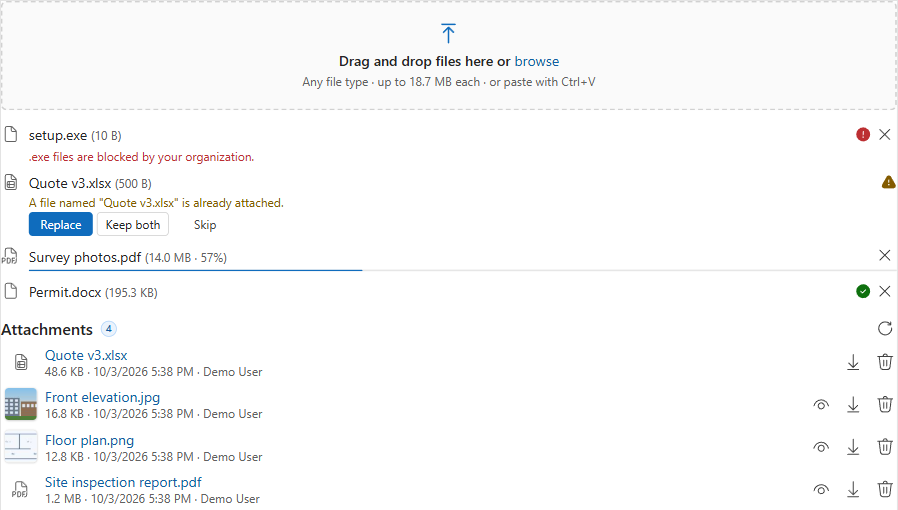 Drag and drop files here or browse
Any file type · up to 18.7 MB each · or paste with Ctrl+V
setup.exe (10 B)
.exe files are blocked by your organization.
Quote v3.xlsx (500 B)
A file named "Quote v3.xlsx" is already attached.
Replace Keep both Skip
PDF Survey photos.pdf (14.0 MB · 57%)
Permit.docx (195.3 KB)
Attachments 4
Quote v3.xlsx
48.6 KB · 10/3/2026 5:38 PM · Demo User
Front elevation.jpg
16.8 KB · 10/3/2026 5:38 PM · Demo User
Floor plan.png
12.8 KB · 10/3/2026 5:38 PM · Demo User
Site inspection report.pdf
PDF 1.2 MB · 10/3/2026 5:38 PM · Demo User